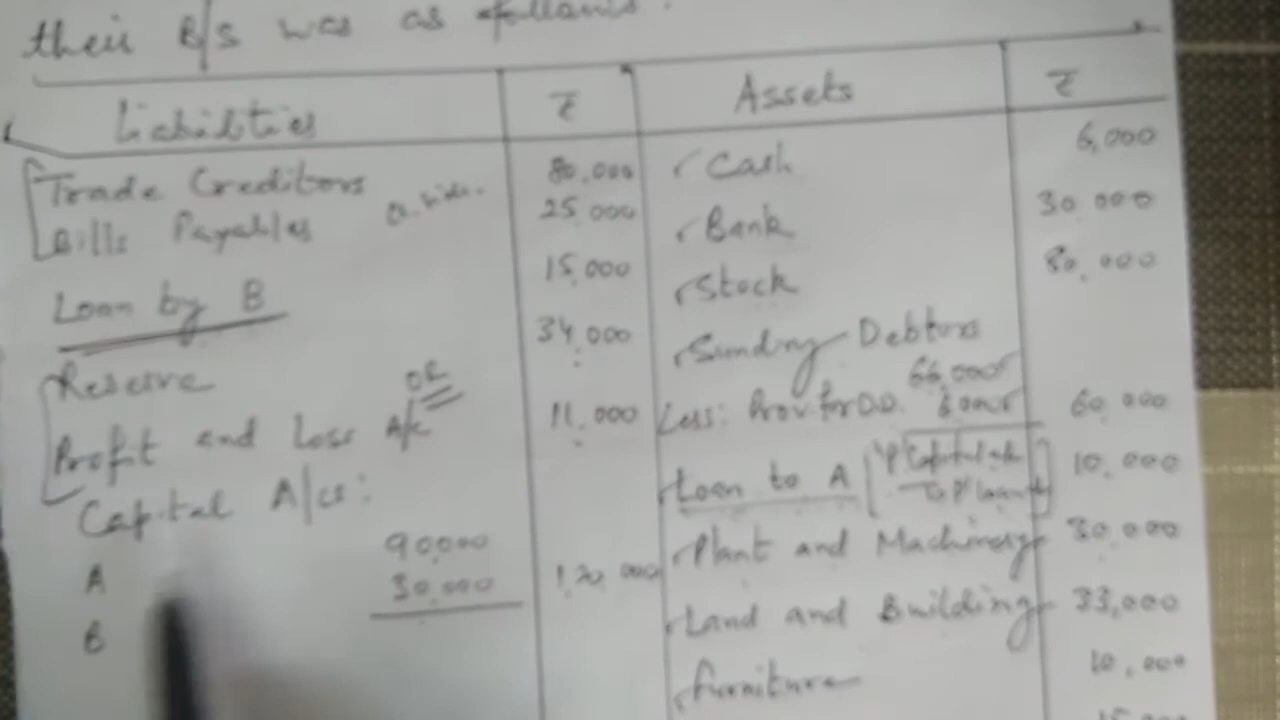 their B/s was as follows:
Liabilities ₹ Assets ₹
Trade Creditors 80,000 Cash 6,000
Bills Payables 25,000 Bank 30,000
Loan by B 15,000 Stock 80,000
Reserve 34,000 Sundry Debtors 66,000
Profit and Loss A/c 11,000 Less: Prov for D.D. 60,000
Capital A/cs: Loan to A 10,000
A 90,000 Plant and Machinery
B 30,000 1,20,000 Land and Building 33,000
Furniture 10,000